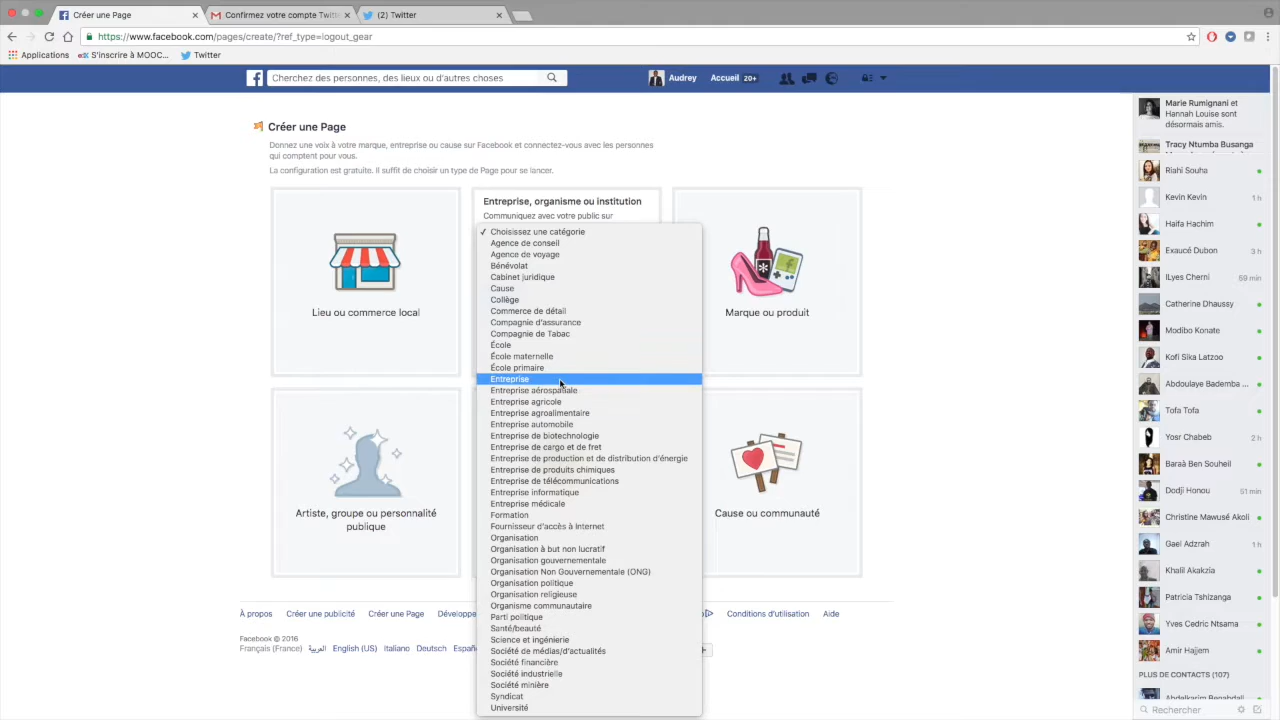 Créer une Page
Confirmez votre compte Twitt
(2) Twitter
https://www.facebook.com/pages/create/?ref_type=logout_gear
Applications
S'inscrire à MOOC...
Twitter
Cherchez des personnes, des lieux ou d'autres choses
Audrey
Accueil 20+
Créer une Page
Donnez une voix à votre marque, entreprise ou cause sur Facebook et connectez-vous avec les personnes
qui comptent pour vous.
La configuration est gratuite. Il suffit de choisir un type de Page pour se lancer.
Lieu ou commerce local
Entreprise, organisme ou institution
Communiquez avec votre public sur
Marque ou produit
Artiste, groupe ou personnalité
publique
Cause ou communauté
✓ Choisissez une catégorie
Agence de conseil
Agence de voyage
Bénévolat
Cabinet juridique
Cause
Collège
Commerce de détail
Compagnie d'assurance
Compagnie de Tabac
École
École maternelle
École primaire
Entreprise
Entreprise aérospatiale
Entreprise agricole
Entreprise agroalimentaire
Entreprise automobile
Entreprise de biotechnologie
Entreprise de cargo et de fret
Entreprise de production et de distribution d'énergie
Entreprise de produits chimiques
Entreprise de télécommunications
Entreprise informatique
Entreprise médicale
Formation
Fournisseur d'accès à Internet
Organisation
Organisation à but non lucratif
Organisation gouvernementale
Organisation Non Gouvernementale (ONG)
Organisation politique
Organisation religieuse
Organisme communautaire
Parti politique
Santé/beauté
Science et ingénierie
Société de médias/d'actualités
Société financière
Société industrielle
Société minière
Syndicat
Université
À propos
Créer une publicité
Créer une Page
Développe
Conditions d'utilisation
Aide
Facebook © 2016
Français (France)
العربية
English (US)
Italiano
Deutsch
Españ
Marie Rumignani et
Hannah Louise sont
désormais amis.
Tracy Ntumba Busanga
Riahi Souha
Kevin Kevin 1 h
Haifa Hachim
Exaucé Dubon 3 h
ILyes Cherni 59 min
Catherine Dhaussy
Modibo Konate
Kofi Sika Latzoo
Abdoulaye Bademba ...
Tofa Tofa
Yosr Chabeb 2 h
Baraà Ben Souheil
Dodji Honou 51 min
Christine Mawusé Akoli
Gael Adzrah 1 h
Khalil Akakzia
Patricia Tshizanga
Yves Cedric Ntsama
Amir Hajjem
PLUS DE CONTACTS (107)
Abdelkarim Benabdall
Rechercher